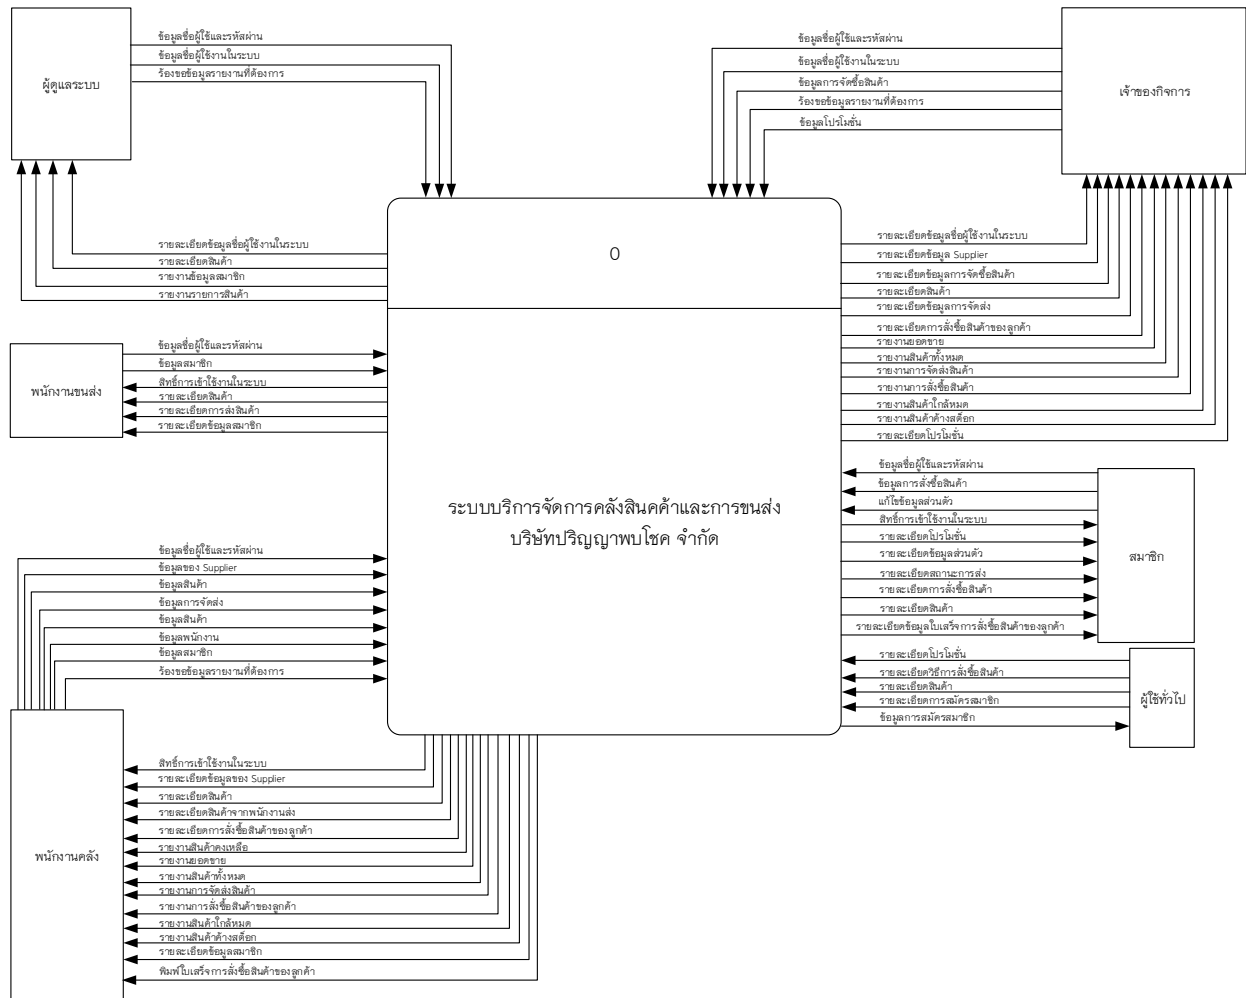 ผู้ดูแลระบบ
ข้อมูลชื่อผู้ใช้และรหัสผ่าน
ข้อมูลชื่อผู้ใช้งานในระบบ
ร้องขอข้อมูลรายงานที่ต้องการ
ข้อมูลชื่อผู้ใช้และรหัสผ่าน
ข้อมูลชื่อผู้ใช้งานในระบบ
ข้อมูลการจัดซื้อสินค้า
ร้องขอข้อมูลรายงานที่ต้องการ
ข้อมูลโปรโมชั่น
เจ้าของกิจการ
รายละเอียดข้อมูลชื่อผู้ใช้งานในระบบ
รายละเอียดสินค้า
รายงานข้อมูลสมาชิก
รายงานรายการสินค้า
0
รายละเอียดข้อมูลชื่อผู้ใช้งานในระบบ
รายละเอียดข้อมูล Supplier
รายละเอียดข้อมูลการจัดซื้อสินค้า
รายละเอียดสินค้า
รายละเอียดข้อมูลการจัดส่ง
รายละเอียดการสั่งซื้อสินค้าของลูกค้า
รายงานยอดขาย
รายงานสินค้าทั้งหมด
รายงานการจัดส่งสินค้า
รายงานการสั่งซื้อสินค้า
รายงานสินค้าใกล้หมด
รายงานสินค้าค้างสต็อก
รายละเอียดโปรโมชั่น
พนักงานขนส่ง
ข้อมูลชื่อผู้ใช้และรหัสผ่าน
ข้อมูลสมาชิก
สิทธิ์การเข้าใช้งานในระบบ
รายละเอียดสินค้า
รายละเอียดการส่งสินค้า
รายละเอียดข้อมูลสมาชิก
ระบบบริการจัดการคลังสินคค้าและการขนส่ง
บริษัทปริญญาพบโชค จำกัด
ข้อมูลชื่อผู้ใช้และรหัสผ่าน
ข้อมูลการสั่งซื้อสินค้า
แก้ไขข้อมูลส่วนตัว
สิทธิ์การเข้าใช้งานในระบบ
รายละเอียดโปรโมชั่น
รายละเอียดข้อมูลส่วนตัว
รายละเอียดสถานะการส่ง
รายละเอียดการสั่งซื้อสินค้า
รายละเอียดสินค้า
รายละเอียดข้อมูลใบเสร็จการสั่งซื้อสินค้าของลูกค้า
สมาชิก
รายละเอียดโปรโมชั่น
รายละเอียดวิธีการสั่งซื้อสินค้า
รายละเอียดสินค้า
รายละเอียดการสมัครสมาชิก
ข้อมูลการสมัครสมาชิก
ผู้ใช้ทั่วไป
ข้อมูลชื่อผู้ใช้และรหัสผ่าน
ข้อมูลของ Supplier
ข้อมูลสินค้า
ข้อมูลการจัดส่ง
ข้อมูลสินค้า
ข้อมูลพนักงาน
ข้อมูลสมาชิก
ร้องขอข้อมูลรายงานที่ต้องการ
พนักงานคลัง
สิทธิ์การเข้าใช้งานในระบบ
รายละเอียดข้อมูลของ Supplier
รายละเอียดสินค้า
รายละเอียดสินค้าจากพนักงานส่ง
รายละเอียดการสั่งซื้อสินค้าของลูกค้า
รายงานสินค้าคงเหลือ
รายงานยอดขาย
รายงานสินค้าทั้งหมด
รายงานการจัดส่งสินค้า
รายงานการสั่งซื้อสินค้าของลูกค้า
รายงานสินค้าใกล้หมด
รายงานสินค้าค้างสต็อก
รายละเอียดข้อมูลสมาชิก
พิมพ์ใบเสร็จการสั่งซื้อสินค้าของลูกค้า